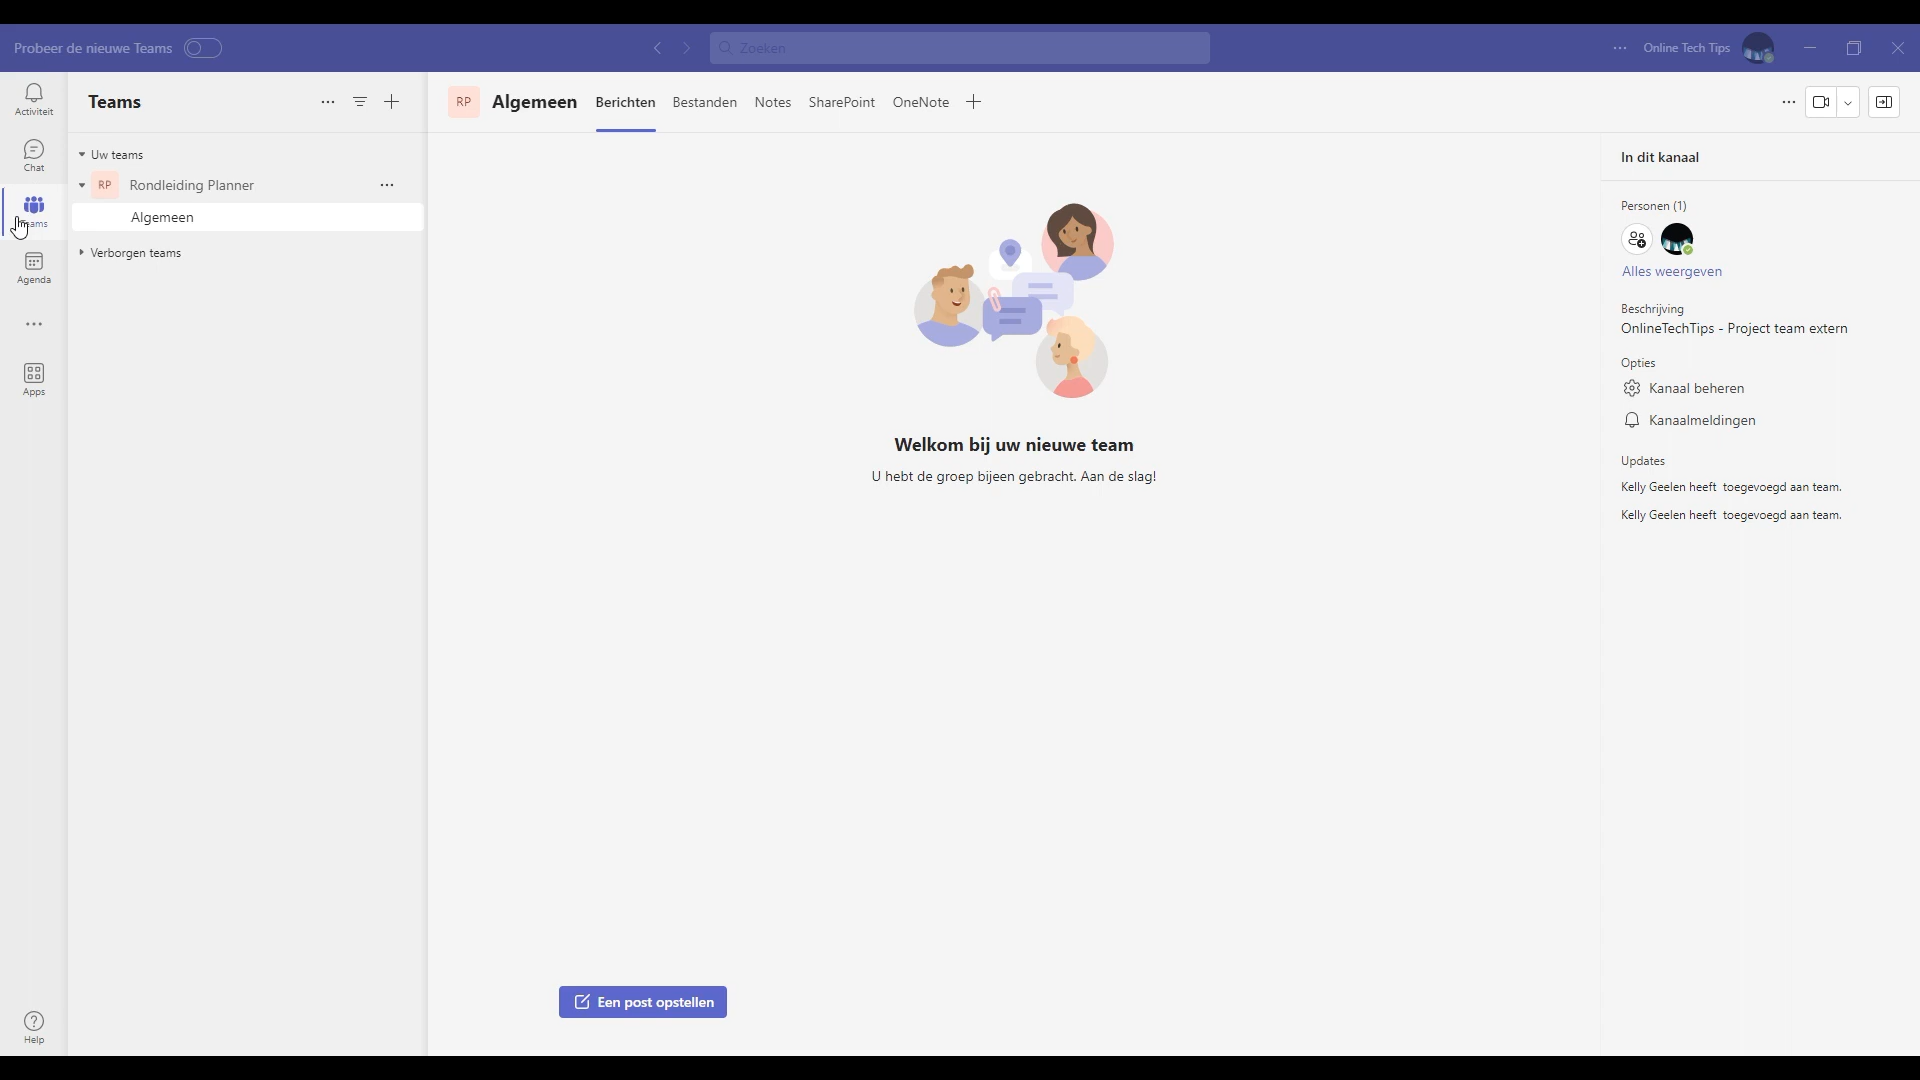 Probeer de nieuwe Teams
Zoeken
Online Tech Tips
Activiteit
Chat
Teams
Agenda
Apps
Help
Teams
Uw teams
RP Rondleiding Planner
Algemeen
Verborgen teams
RP Algemeen Berichten Bestanden Notes SharePoint OneNote
Welkom bij uw nieuwe team
U hebt de groep bijeen gebracht. Aan de slag!
Een post opstellen
In dit kanaal
Personen (1)
Alles weergeven
Beschrijving
OnlineTechTips - Project team extern
Opties
Kanaal beheren
Kanaalmeldingen
Updates
Kelly Geelen heeft toegevoegd aan team.
Kelly Geelen heeft toegevoegd aan team.